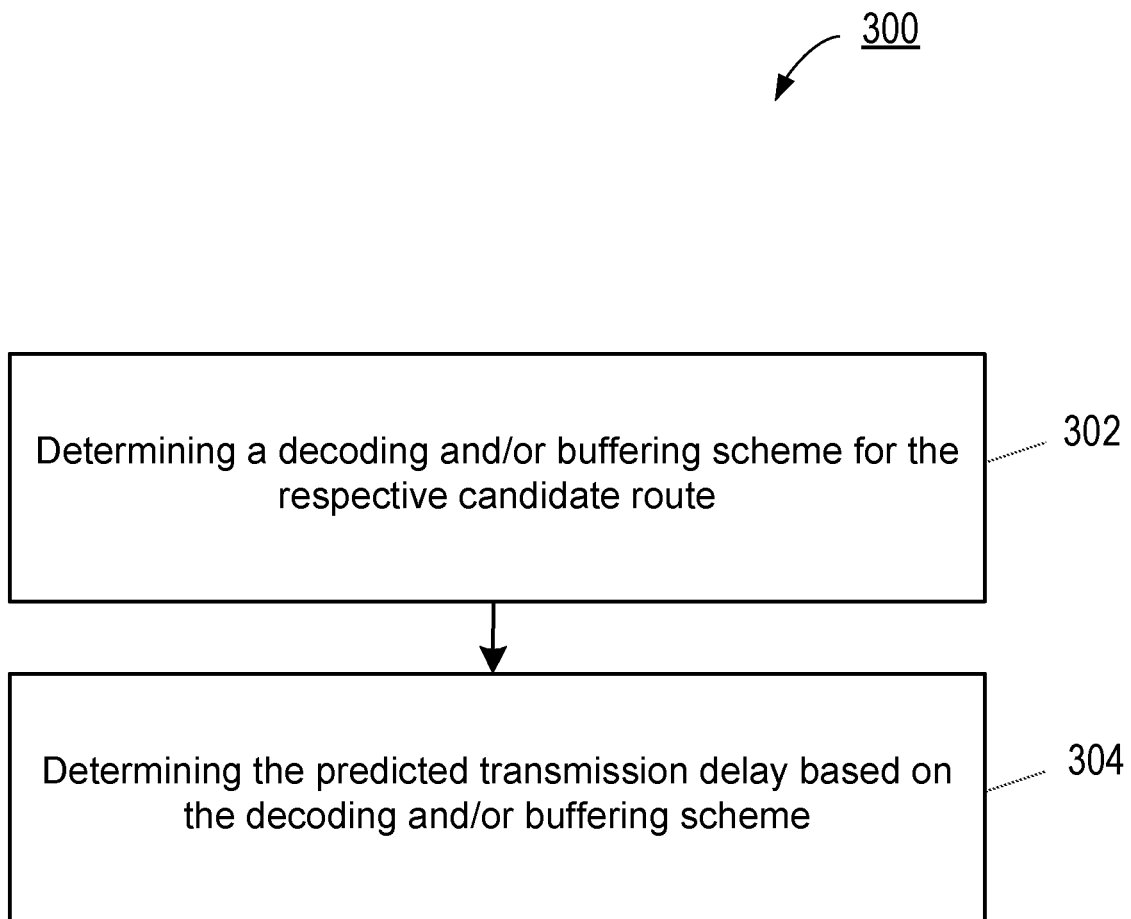 300
Determining a decoding and/or buffering scheme for the
respective candidate route
302
Determining the predicted transmission delay based on
the decoding and/or buffering scheme
304